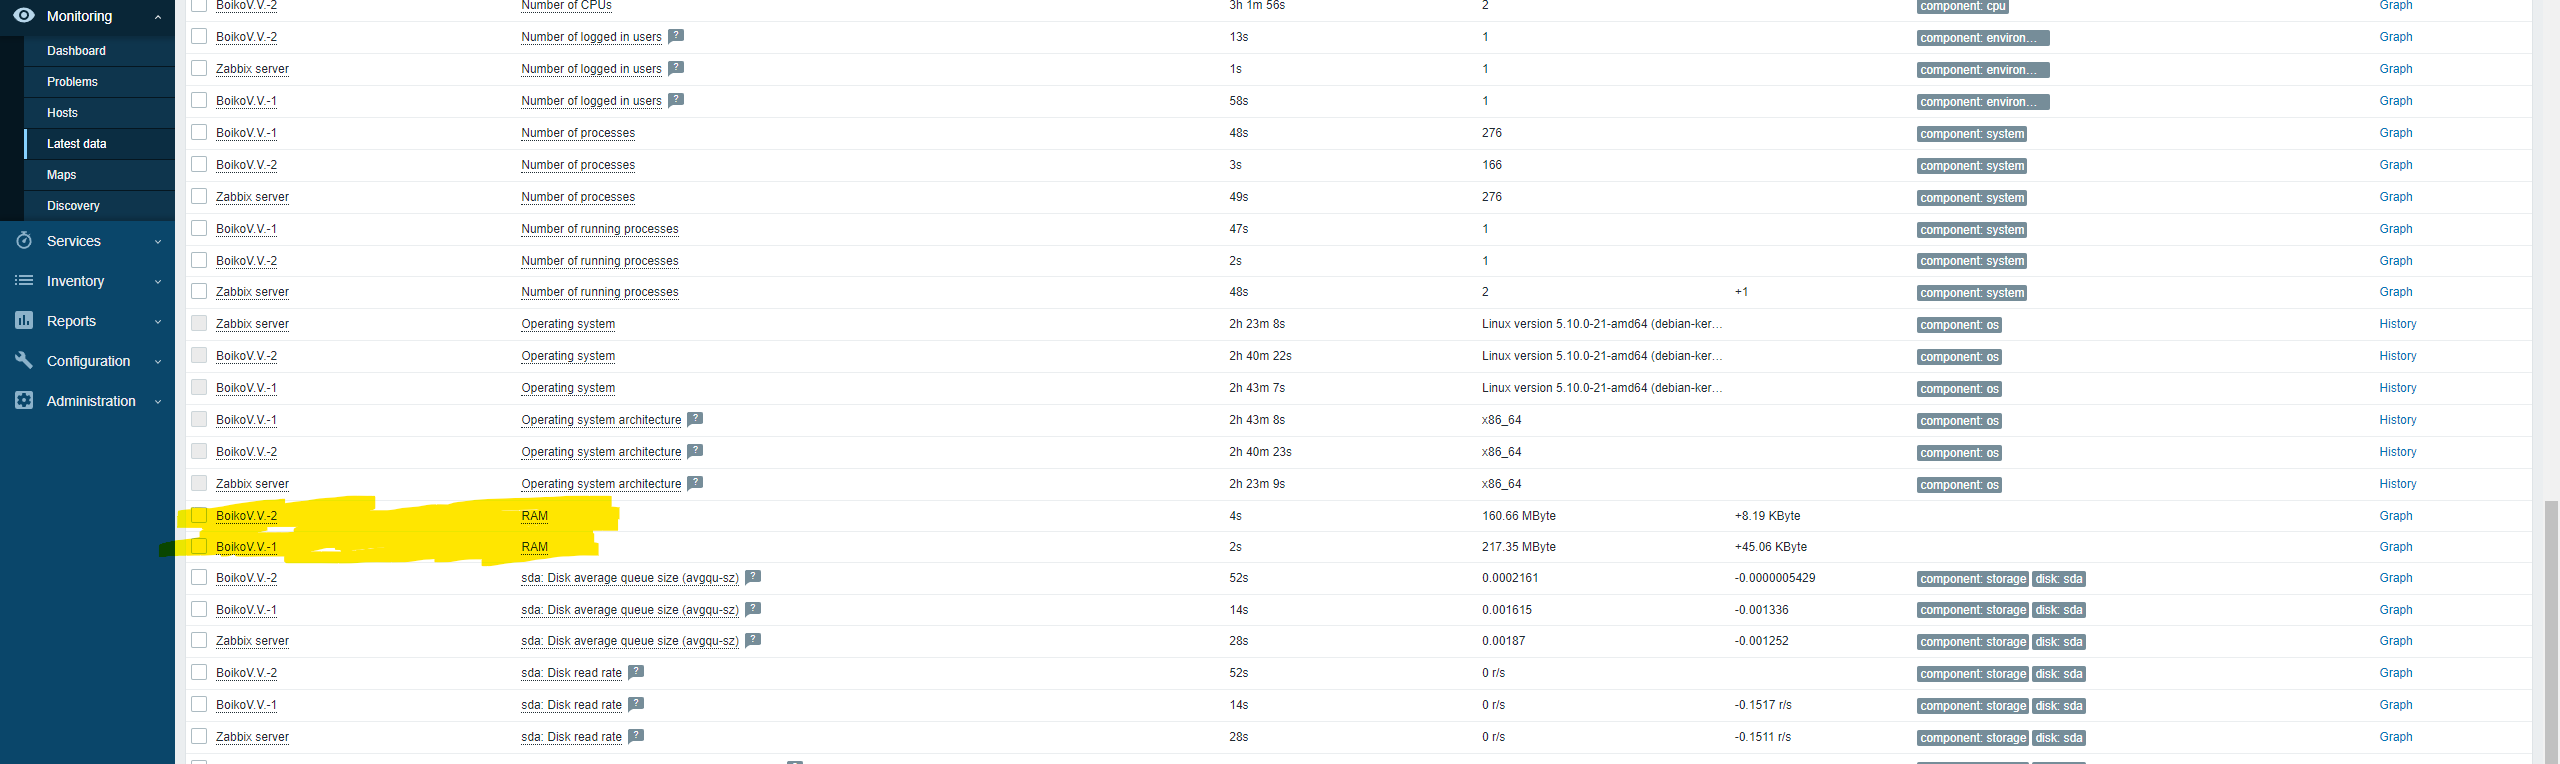 Monitoring
Dashboard
Problems
Hosts
Latest data
Maps
Discovery
Services
Inventory
Reports
Configuration
Administration
BoikoV.V.-2 Number of CPUs 3h 1m 56s 2 component: cpu Graph
BoikoV.V.-2 Number of logged in users ? 13s 1 component: environ... Graph
Zabbix server Number of logged in users ? 1s 1 component: environ... Graph
BoikoV.V.-1 Number of logged in users ? 58s 1 component: environ... Graph
BoikoV.V.-1 Number of processes 48s 276 component: system Graph
BoikoV.V.-2 Number of processes 3s 166 component: system Graph
Zabbix server Number of processes 49s 276 component: system Graph
BoikoV.V.-1 Number of running processes 47s 1 component: system Graph
BoikoV.V.-2 Number of running processes 2s 1 component: system Graph
Zabbix server Number of running processes 48s 2 +1 component: system Graph
Zabbix server Operating system 2h 23m 8s Linux version 5.10.0-21-amd64 (debian-ker... component: os History
BoikoV.V.-2 Operating system 2h 40m 22s Linux version 5.10.0-21-amd64 (debian-ker... component: os History
BoikoV.V.-1 Operating system 2h 43m 7s Linux version 5.10.0-21-amd64 (debian-ker... component: os History
BoikoV.V.-1 Operating system architecture ? 2h 43m 8s x86_64 component: os History
BoikoV.V.-2 Operating system architecture ? 2h 40m 23s x86_64 component: os History
Zabbix server Operating system architecture ? 2h 23m 9s x86_64 component: os History
BoikoV.V.-2 RAM 4s 160.66 MByte +8.19 KByte Graph
BoikoV.V.-1 RAM 2s 217.35 MByte +45.06 KByte Graph
BoikoV.V.-2 sda: Disk average queue size (avgqu-sz) ? 52s 0.0002161 -0.0000005429 component: storage disk: sda Graph
BoikoV.V.-1 sda: Disk average queue size (avgqu-sz) ? 14s 0.001615 -0.001336 component: storage disk: sda Graph
Zabbix server sda: Disk average queue size (avgqu-sz) ? 28s 0.00187 -0.001252 component: storage disk: sda Graph
BoikoV.V.-2 sda: Disk read rate ? 52s 0 r/s component: storage disk: sda Graph
BoikoV.V.-1 sda: Disk read rate ? 14s 0 r/s -0.1517 r/s component: storage disk: sda Graph
Zabbix server sda: Disk read rate ? 28s 0 r/s -0.1511 r/s component: storage disk: sda Graph